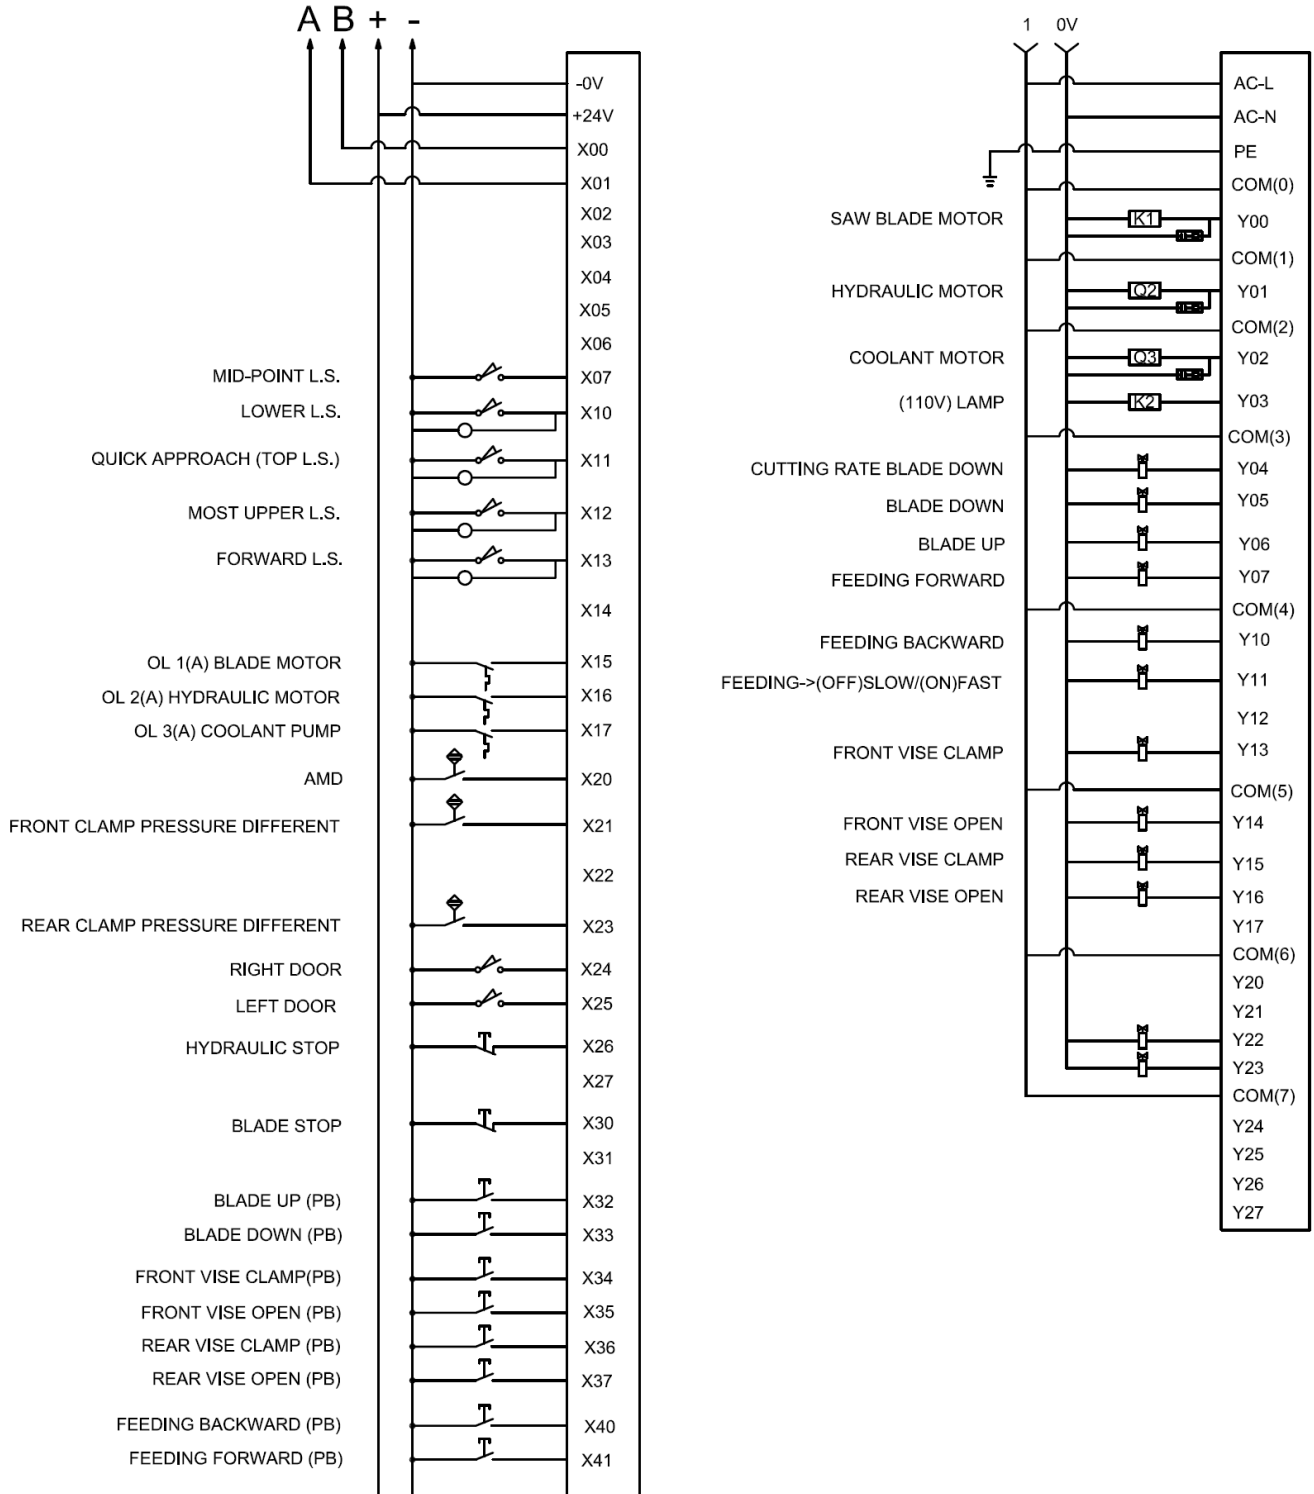 A B + -
-0V
+24V
X00
X01
X02
X03
X04
X05
X06
MID-POINT L.S. X07
LOWER L.S. X10
QUICK APPROACH (TOP L.S.) X11
MOST UPPER L.S. X12
FORWARD L.S. X13
X14
OL 1(A) BLADE MOTOR X15
OL 2(A) HYDRAULIC MOTOR X16
OL 3(A) COOLANT PUMP X17
AMD X20
FRONT CLAMP PRESSURE DIFFERENT X21
X22
REAR CLAMP PRESSURE DIFFERENT X23
RIGHT DOOR X24
LEFT DOOR X25
HYDRAULIC STOP X26
X27
BLADE STOP X30
X31
BLADE UP (PB) X32
BLADE DOWN (PB) X33
FRONT VISE CLAMP(PB) X34
FRONT VISE OPEN (PB) X35
REAR VISE CLAMP (PB) X36
REAR VISE OPEN (PB) X37
FEEDING BACKWARD (PB) X40
FEEDING FORWARD (PB) X41
1 0V
AC-L
AC-N
PE
COM(0)
SAW BLADE MOTOR K1 Y00
COM(1)
HYDRAULIC MOTOR Q2 Y01
COM(2)
COOLANT MOTOR Q3 Y02
(110V) LAMP K2 Y03
COM(3)
CUTTING RATE BLADE DOWN Y04
BLADE DOWN Y05
BLADE UP Y06
FEEDING FORWARD Y07
COM(4)
FEEDING BACKWARD Y10
FEEDING->(OFF)SLOW/(ON)FAST Y11
Y12
FRONT VISE CLAMP Y13
COM(5)
FRONT VISE OPEN Y14
REAR VISE CLAMP Y15
REAR VISE OPEN Y16
Y17
COM(6)
Y20
Y21
Y22
Y23
COM(7)
Y24
Y25
Y26
Y27